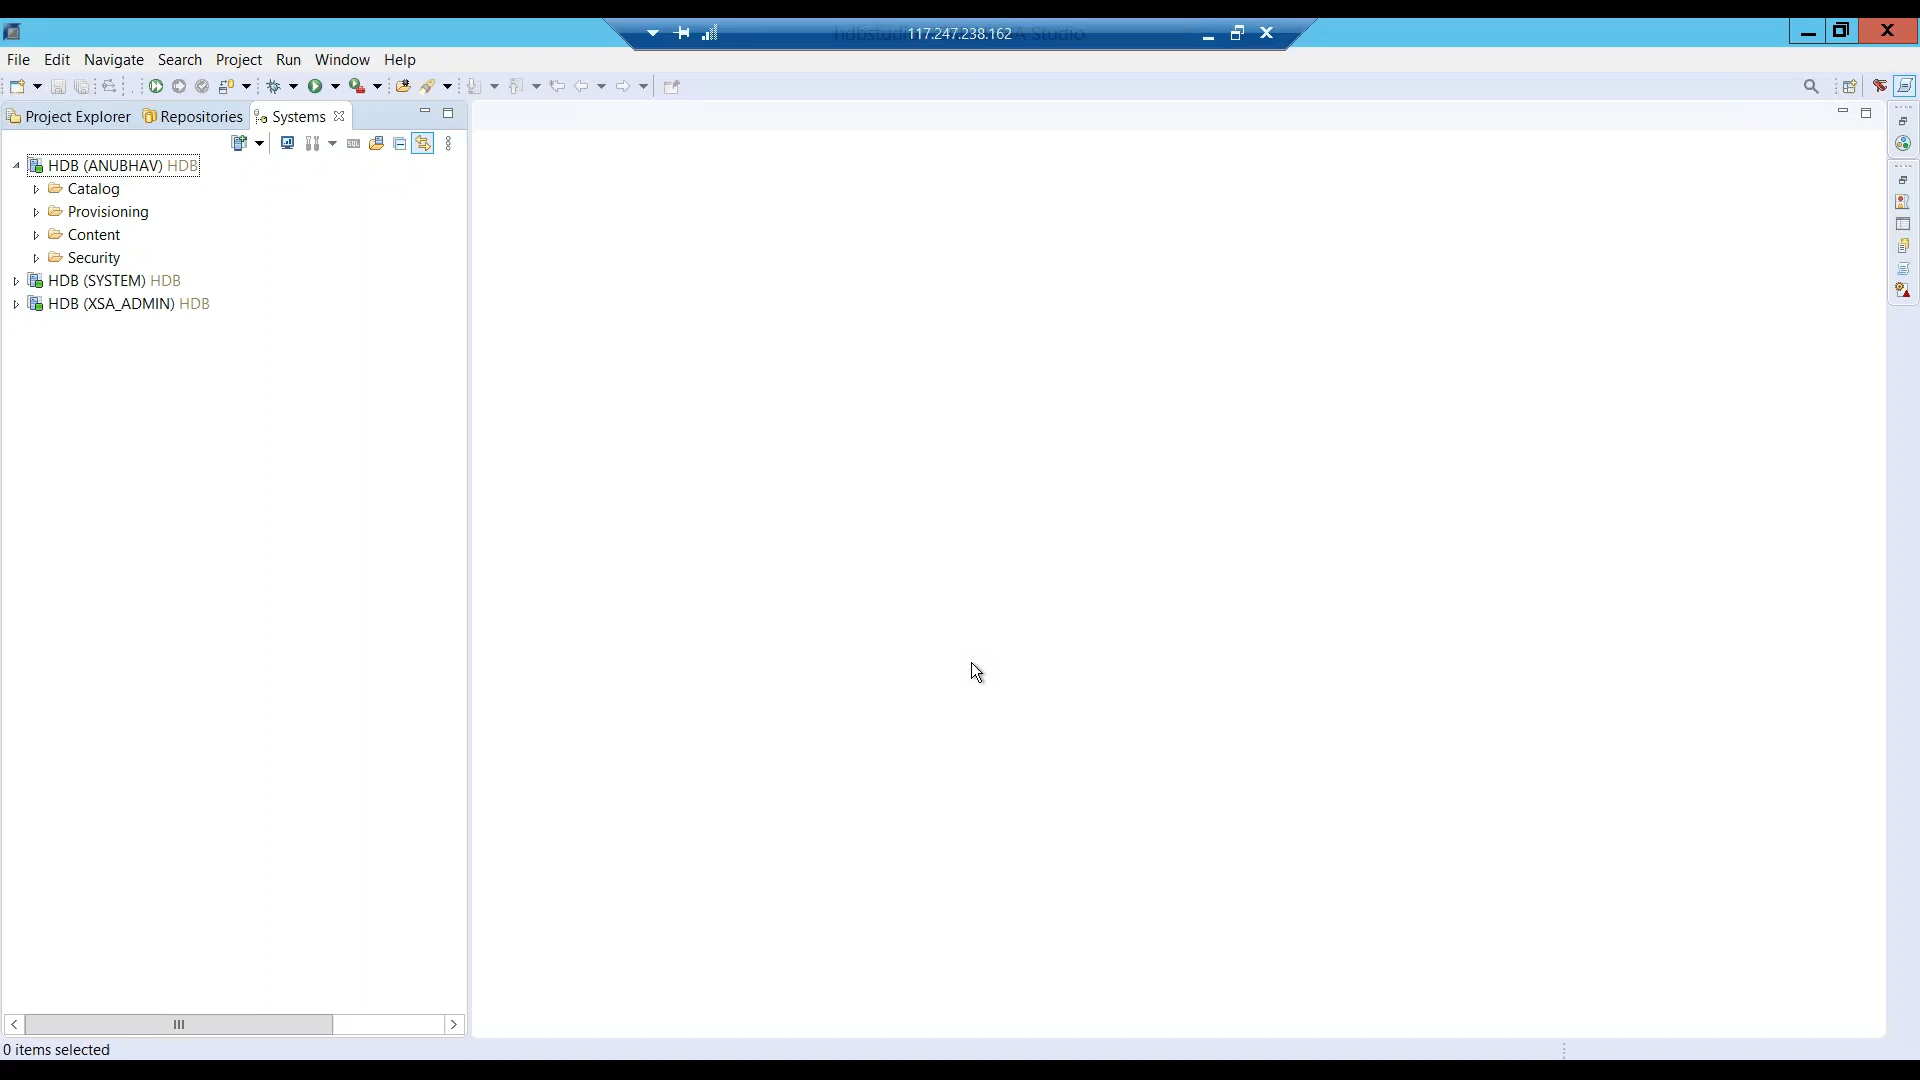 117.247.238.162
File Edit Navigate Search Project Run Window Help
Project Explorer Repositories Systems
HDB (ANUBHAV) HDB
Catalog
Provisioning
Content
Security
HDB (SYSTEM) HDB
HDB (XSA_ADMIN) HDB
0 items selected